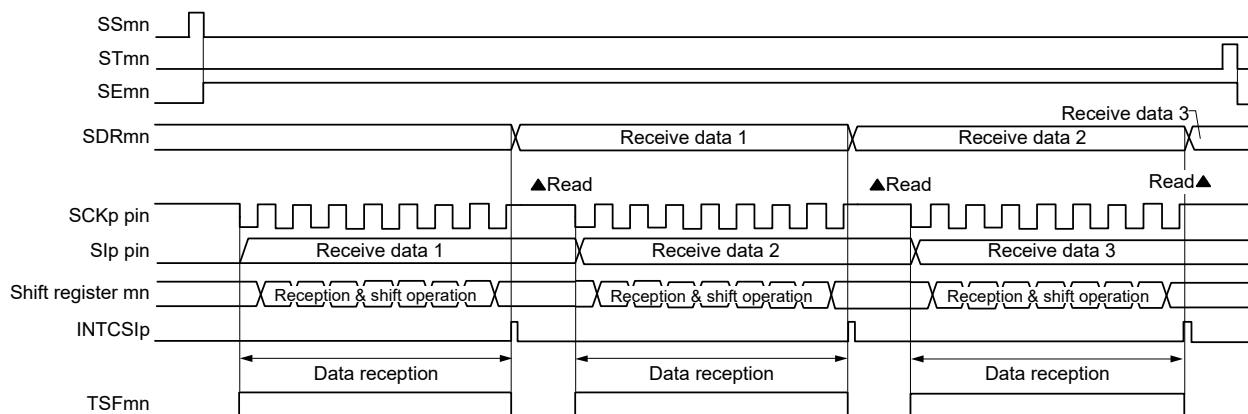 SSmn
STmn
SEmn
Receive data 3
SDRmn Receive data 1 Receive data 2
▲Read ▲Read Read▲
SCKp pin
SIp pin Receive data 1 Receive data 2 Receive data 3
Shift register mn Reception & shift operation Reception & shift operation Reception & shift operation
INTCSIp
Data reception Data reception Data reception
TSFmn